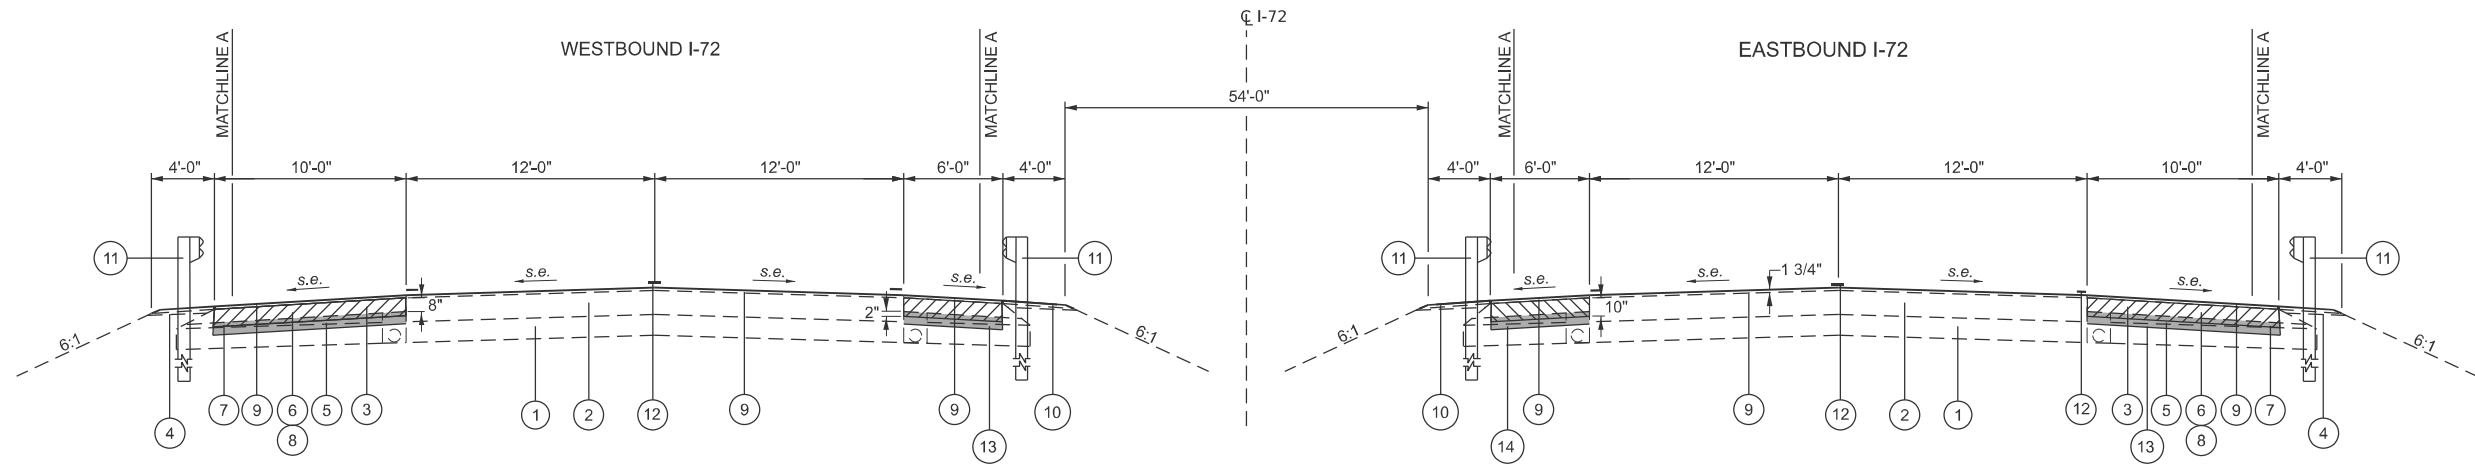 ℄ I-72
WESTBOUND I-72
EASTBOUND I-72
MATCHLINE A
MATCHLINE A
MATCHLINE A
MATCHLINE A
54'-0"
4'-0" 10'-0" 12'-0" 12'-0" 6'-0" 4'-0"
4'-0" 6'-0" 12'-0" 12'-0" 10'-0" 4'-0"
11 11 11 11
s.e. s.e. s.e. s.e.
s.e. s.e. 1 3/4" s.e. s.e.
8" 2" 10"
6:1 6:1 6:1 6:1
7 9 6 5 3 1 2 12 9 9 10
4 8 13
10 9 9 12 2 1 12 3 5 6 9 7
14 13 8 4